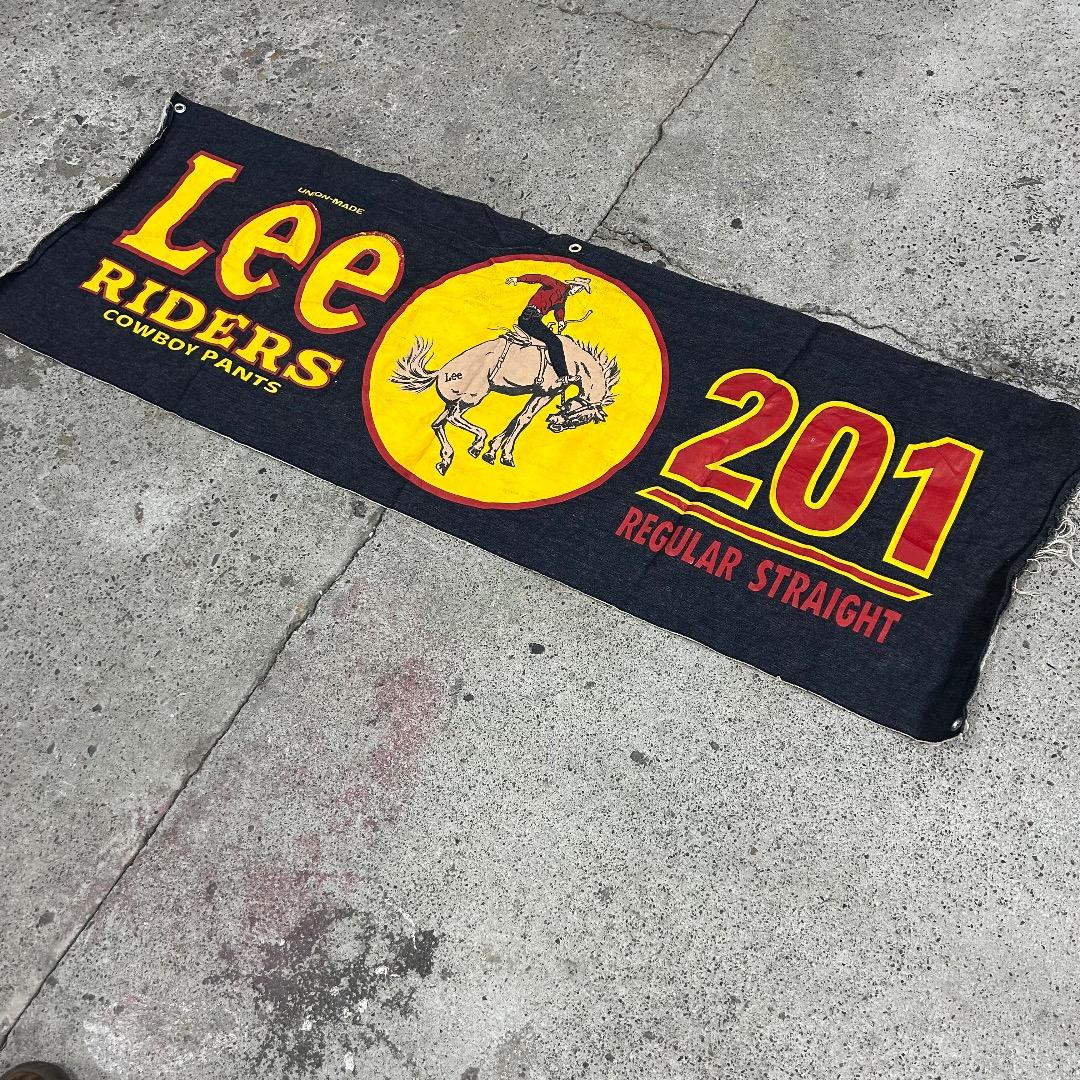 UNION-MADE
Lee
RIDERS
COWBOY PANTS
Lee
201
REGULAR STRAIGHT